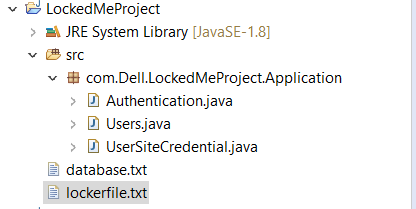 LockedMeProject
JRE System Library [JavaSE-1.8]
src
com.Dell.LockedMeProject.Application
Authentication.java
Users.java
UserSiteCredential.java
database.txt
lockerfile.txt